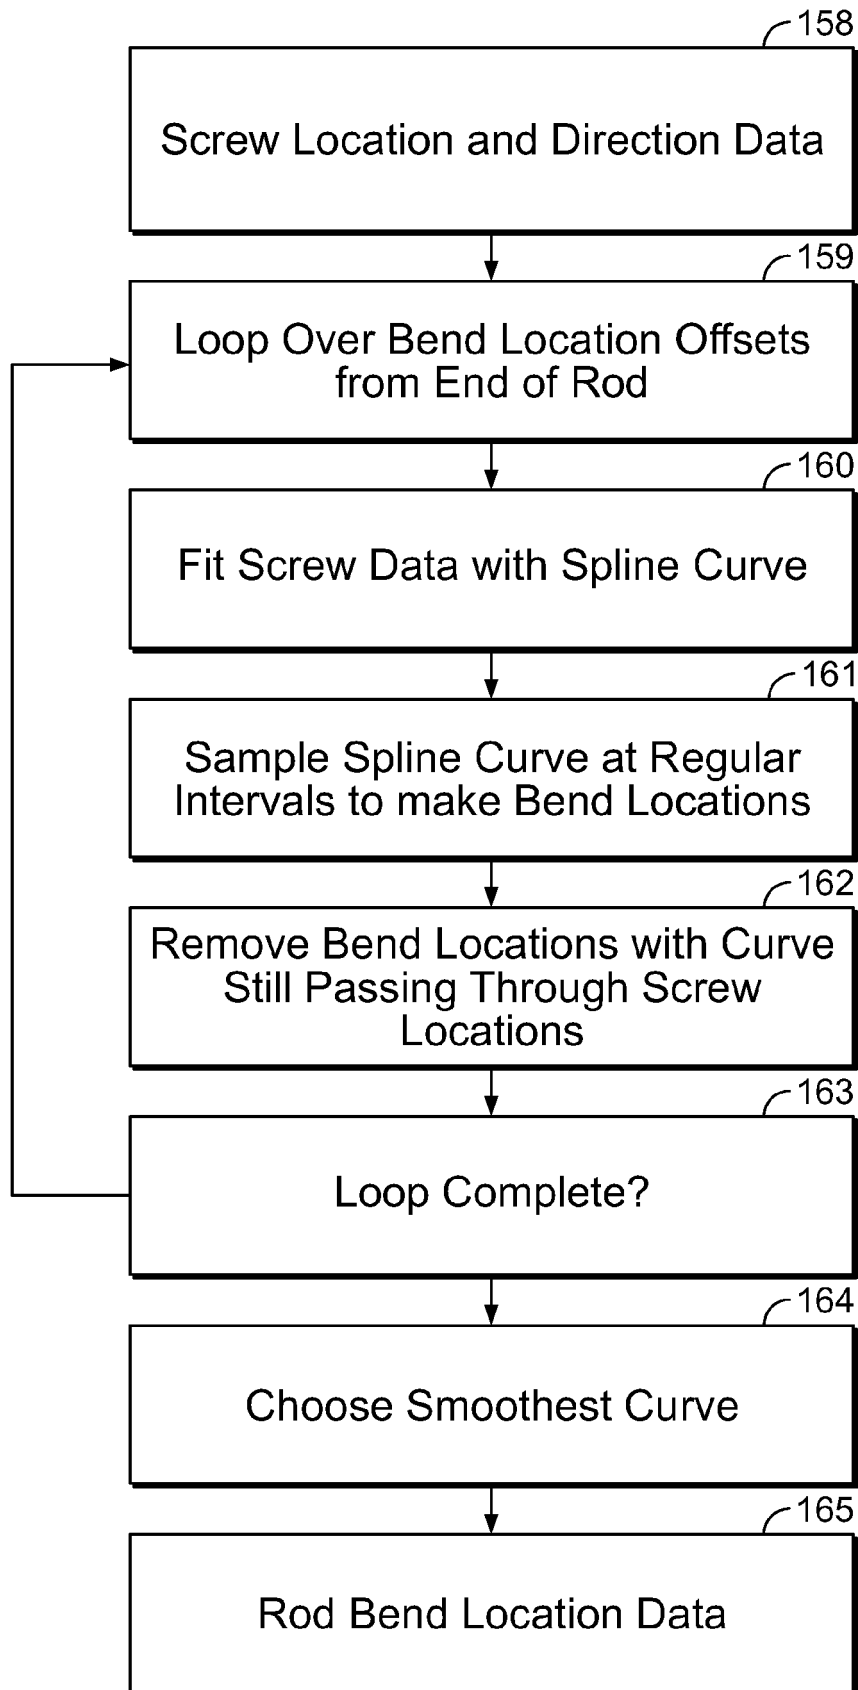 158
Screw Location and Direction Data
159
Loop Over Bend Location Offsets
from End of Rod
160
Fit Screw Data with Spline Curve
161
Sample Spline Curve at Regular
Intervals to make Bend Locations
162
Remove Bend Locations with Curve
Still Passing Through Screw
Locations
163
Loop Complete?
164
Choose Smoothest Curve
165
Rod Bend Location Data